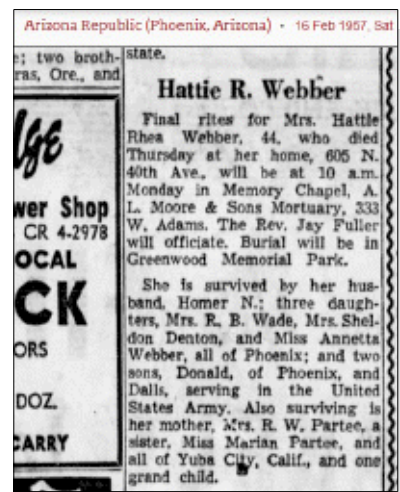 Arizona Republic (Phoenix, Arizona) · 16 Feb 1957, Sat
e; two broth-
ras, Ore., and
wer Shop
CR 4-2978
OCAL
CK
ORS
DOZ.
CARRY
state.
Hattie R. Webber
Final rites for Mrs. Hattie
Rhea Webber, 44, who died
Thursday at her home, 605 N.
40th Ave., will be at 10 a.m.
Monday in Memory Chapel, A.
L. Moore & Sons Mortuary, 333
W. Adams. The Rev. Jay Fuller
will officiate. Burial will be in
Greenwood Memorial Park.
She is survived by her hus-
band, Homer N.; three daugh-
ters, Mrs. R. B. Wade, Mrs. Shel-
don Denton, and Miss Annetta
Webber, all of Phoenix; and two
sons, Donald, of Phoenix, and
Dalls, serving in the United
States Army. Also surviving is
her mother, Mrs. R. W. Partee, a
sister, Miss Marian Partee, and
all of Yuba City, Calif., and one
grand child.